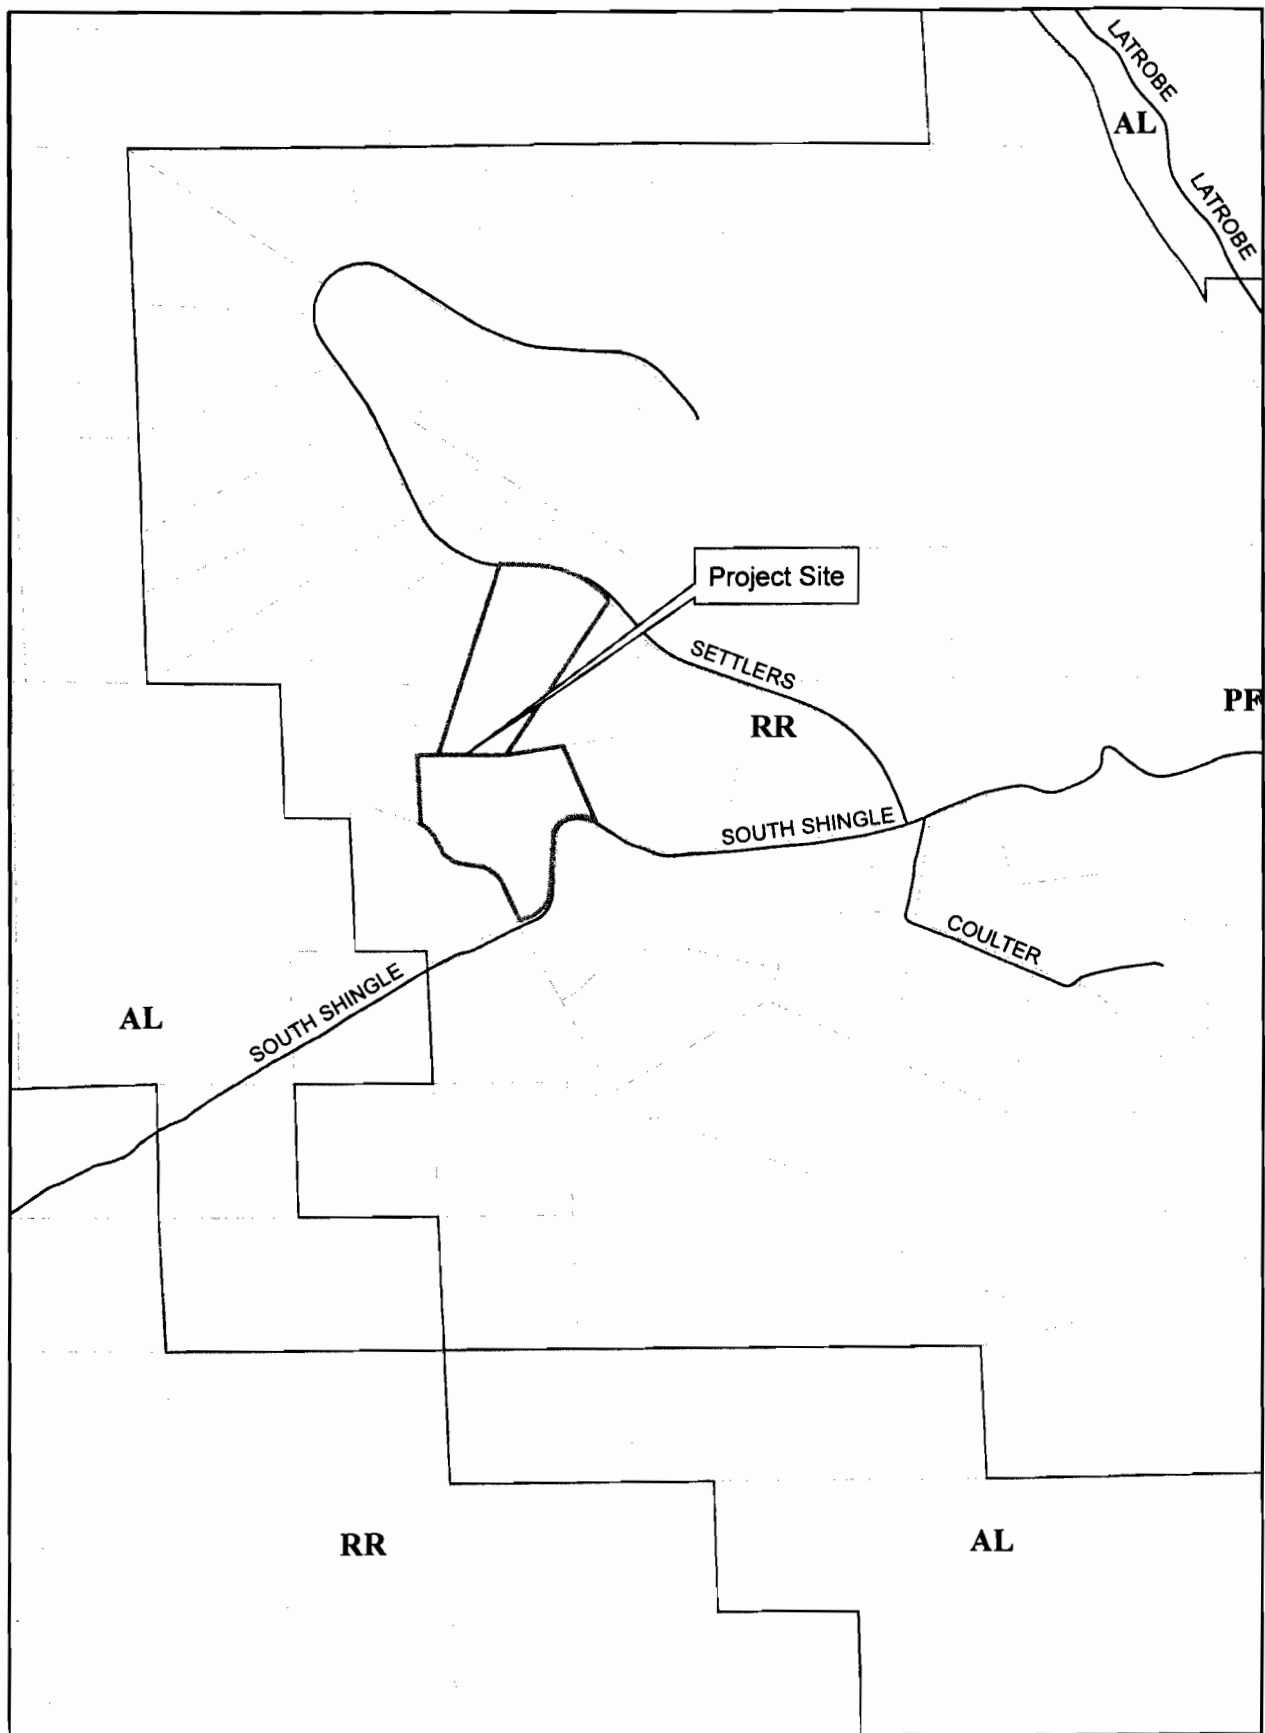 LATROBE
AL
LATROBE
Project Site
SETTLERS
PF
RR
SOUTH SHINGLE
COULTER
SOUTH SHINGLE
AL
RR
AL